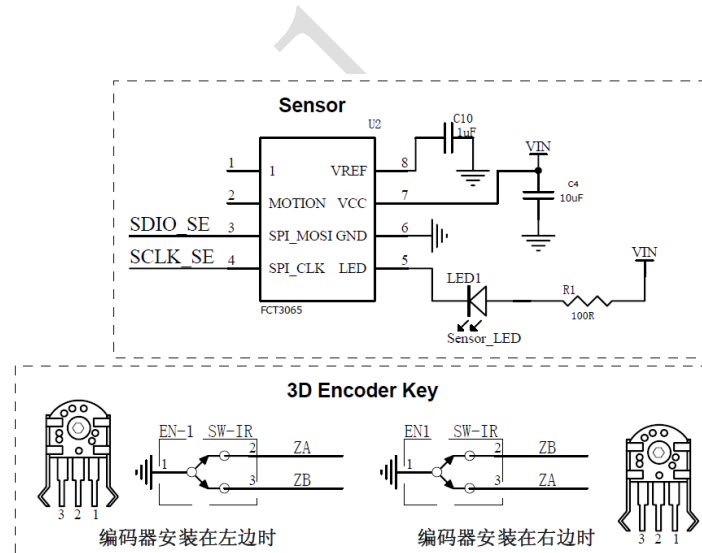 Sensor
U2
C10
1uF
VIN
1 1 VREF 8
2 MOTION VCC 7
C4
10uF
SDIO_SE 3 SPI_MOSI GND 6
SCLK_SE 4 SPI_CLK LED 5
VIN
LED1
R1
FCT3065
100R
Sensor_LED
3D Encoder Key
EN-1 SW-IR
2 ZA
1
3 ZB
EN1 SW-IR
2 ZB
1
3 ZA
3 2 1
3 2 1
编码器安装在左边时
编码器安装在右边时